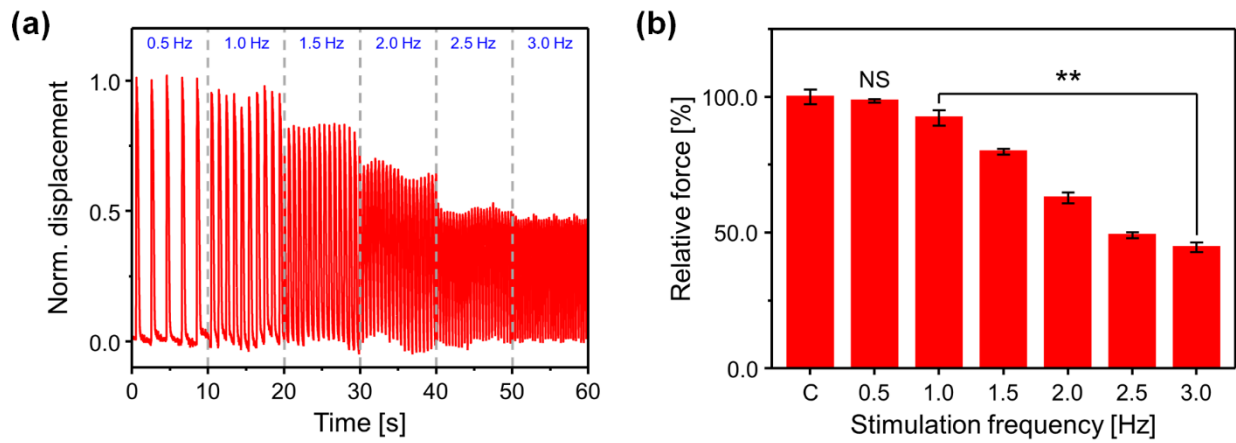 (a)
0.5 Hz 1.0 Hz 1.5 Hz 2.0 Hz 2.5 Hz 3.0 Hz
Norm. displacement
1.0
0.5
0.0
0 10 20 30 40 50 60
Time [s]
(b)
NS
**
Relative force [%]
100.0
50.0
0.0
C 0.5 1.0 1.5 2.0 2.5 3.0
Stimulation frequency [Hz]